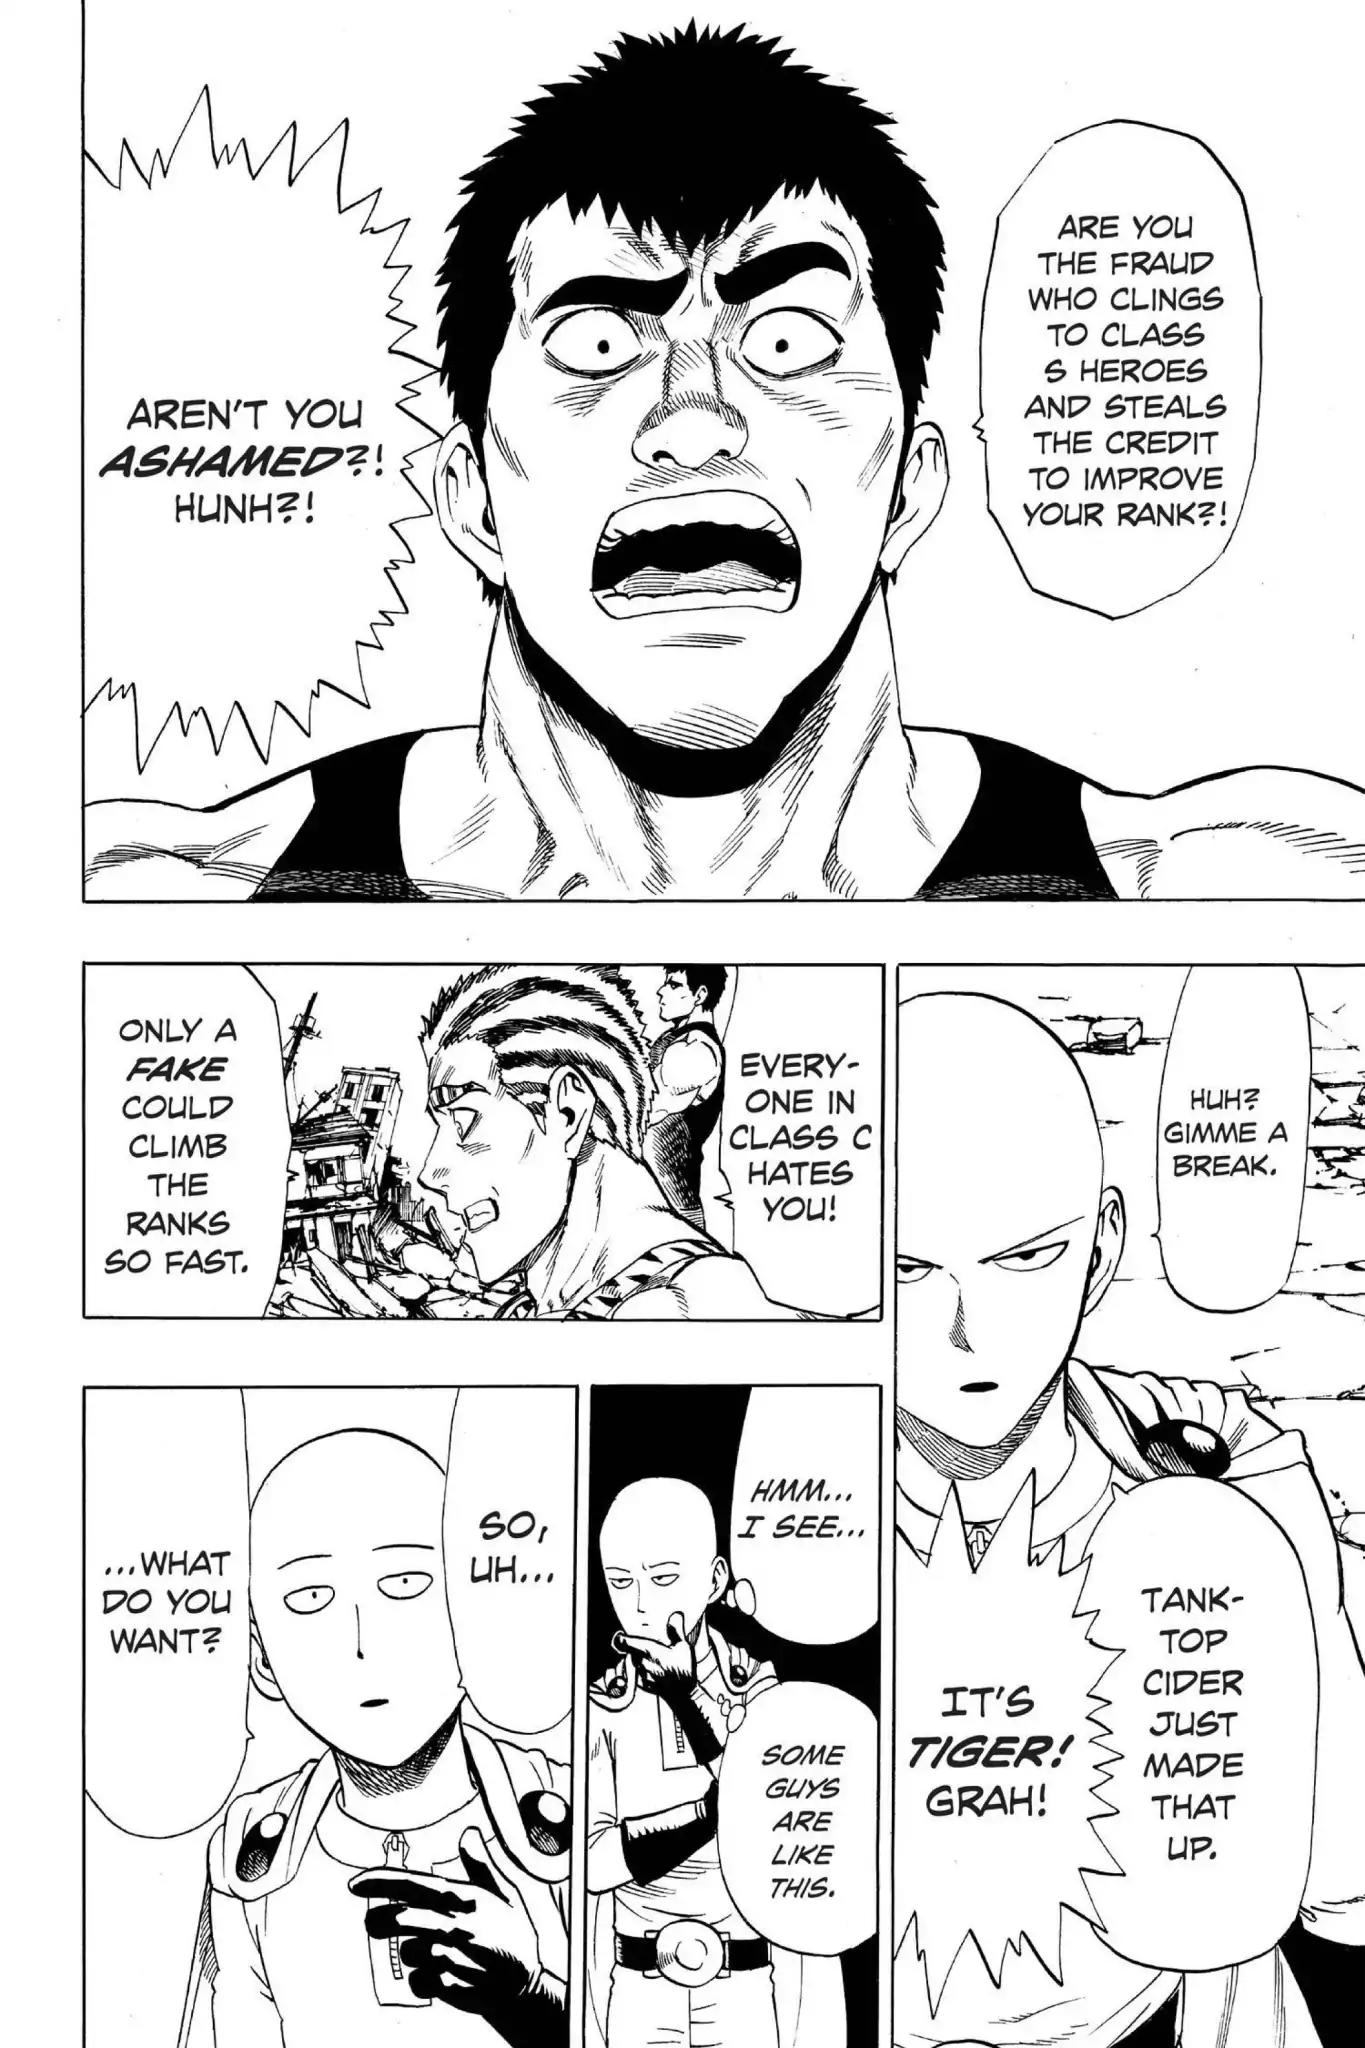 ARE YOU
THE FRAUD
WHO CLINGS
TO CLASS
S HEROES
AND STEALS
THE CREDIT
TO IMPROVE
YOUR RANK?!
AREN'T YOU
ASHAMED?!
HUNH?!
HUH?
GIMME A
BREAK.
TANK-
TOP
CIDER
JUST
MADE
THAT
UP.
IT'S
TIGER!
GRAH!
EVERY-
ONE IN
CLASS C
HATES
YOU!
ONLY A
FAKE
COULD
CLIMB
THE
RANKS
SO FAST.
HMM...
I SEE...
SOME
GUYS
ARE
LIKE
THIS.
SO,
UH...
...WHAT
DO YOU
WANT?